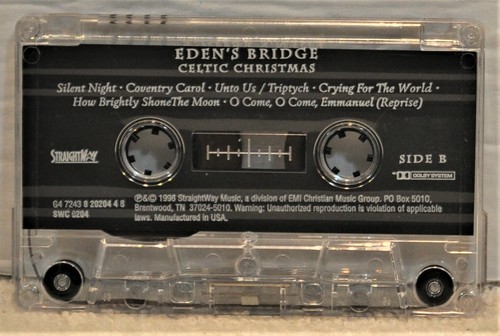 EDEN'S BRIDGE
CELTIC CHRISTMAS
Silent Night · Coventry Carol · Unto Us / Triptych · Crying For The World ·
How Brightly ShoneThe Moon · O Come, O Come, Emmanuel (Reprise)
STRAIGHTWAY
SIDE B
DOLBY SYSTEM
G4 7243 8 20204 4 8
SWC 0204
℗&© 1996 StraightWay Music, a division of EMI Christian Music Group. PO Box 5010,
Brentwood, TN 37024-5010. Warning: Unauthorized reproduction is violation of applicable
laws. Manufactured in USA.